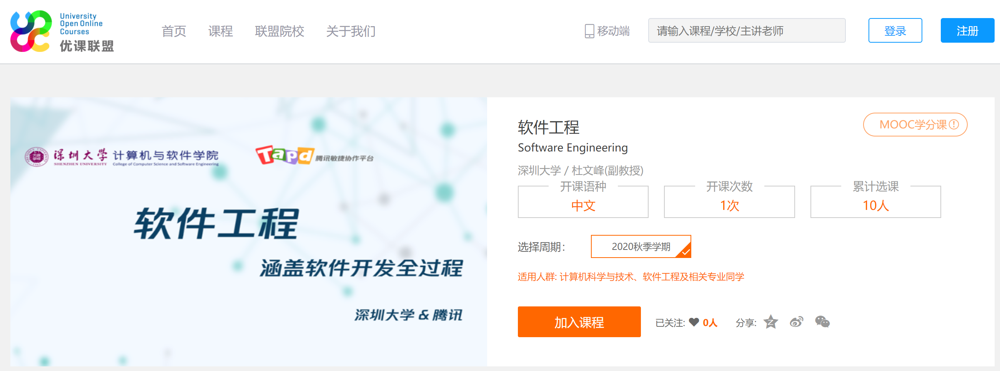 University
Open Online
Courses
优课联盟
首页
课程
联盟院校
关于我们
移动端
请输入课程/学校/主讲老师
登录
注册
深圳大学
SHENZHEN UNIVERSITY
计算机与软件学院
College of Computer Science and Software Engineering
Tapd 腾讯敏捷协作平台
软件工程
涵盖软件开发全过程
深圳大学 & 腾讯
软件工程
MOOC学分课
Software Engineering
深圳大学 / 杜文峰(副教授)
开课语种
中文
开课次数
1次
累计选课
10人
选择周期:
2020秋季学期
适用人群: 计算机科学与技术、软件工程及相关专业同学
加入课程
已关注: 0人
分享: